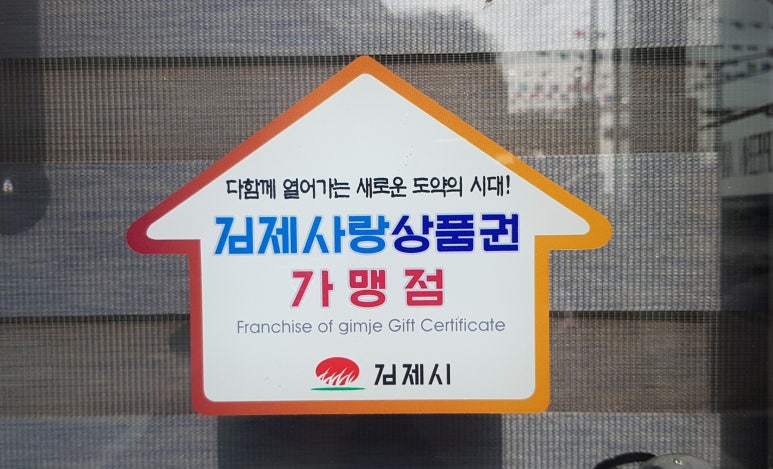 다함께 열어가는 새로운 도약의 시대!
김제사랑상품권
가맹점
Franchise of gimje Gift Certificate
김제시